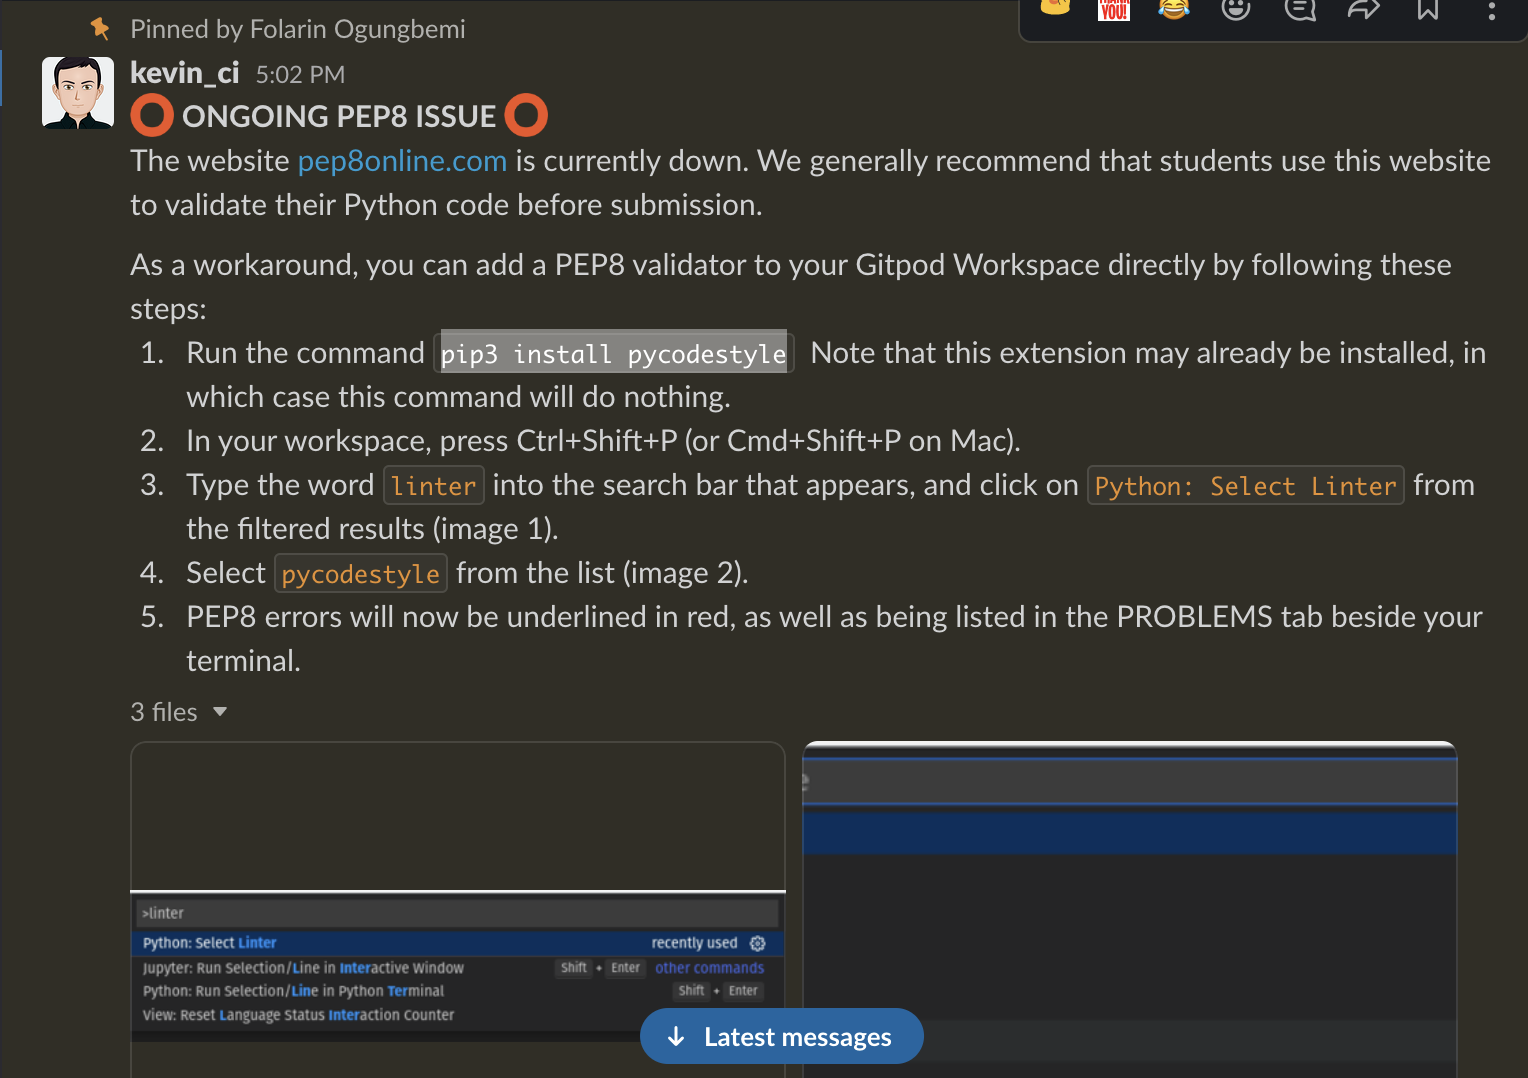 THANK YOU!
Pinned by Folarin Ogungbemi
kevin_ci 5:02 PM
ONGOING PEP8 ISSUE
The website pep8online.com is currently down. We generally recommend that students use this website
to validate their Python code before submission.
As a workaround, you can add a PEP8 validator to your Gitpod Workspace directly by following these
steps:
1. Run the command pip3 install pycodestyle Note that this extension may already be installed, in
which case this command will do nothing.
2. In your workspace, press Ctrl+Shift+P (or Cmd+Shift+P on Mac).
3. Type the word linter into the search bar that appears, and click on Python: Select Linter from
the filtered results (image 1).
4. Select pycodestyle from the list (image 2).
5. PEP8 errors will now be underlined in red, as well as being listed in the PROBLEMS tab beside your
terminal.
3 files
>linter
Python: Select Linter recently used
Jupyter: Run Selection/Line in Interactive Window Shift + Enter other commands
Python: Run Selection/Line in Python Terminal Shift + Enter
View: Reset Language Status Interaction Counter
Latest messages